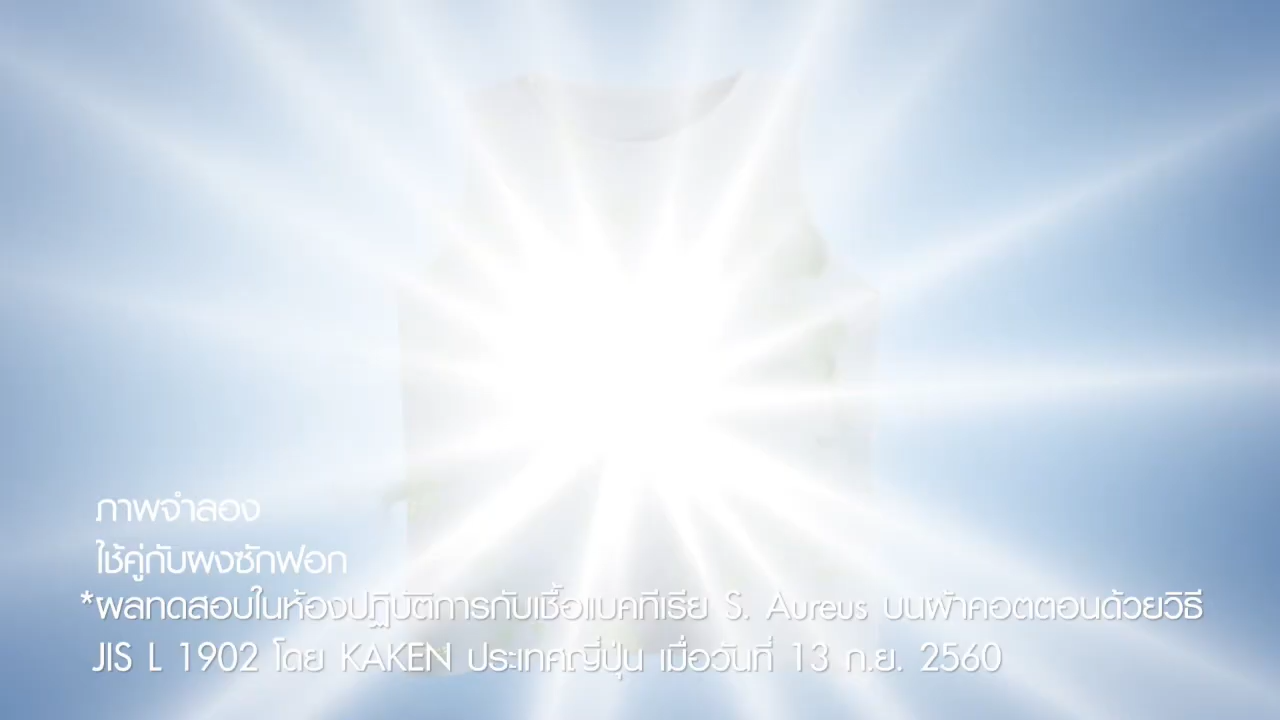 ภาพจำลอง
ใช้คู่กับผงซักฟอก
*ผลทดสอบในห้องปฏิบัติการกับเชื้อแบคทีเรีย S. Aureus บนผ้าคอตตอนด้วยวิธี
JIS L 1902 โดย KAKEN ประเทศญี่ปุ่น เมื่อวันที่ 13 ก.ย. 2560